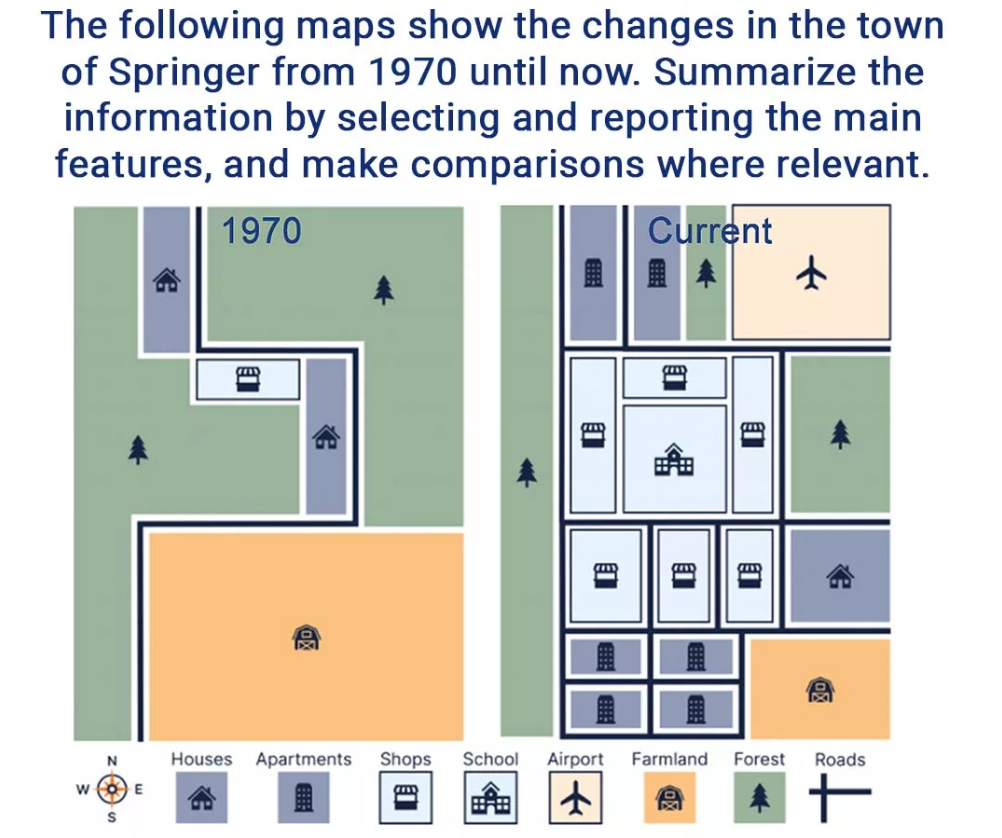 The following maps show the changes in the town
of Springer from 1970 until now. Summarize the
information by selecting and reporting the main
features, and make comparisons where relevant.
1970
Current
N
W E
S
Houses Apartments Shops School Airport Farmland Forest Roads